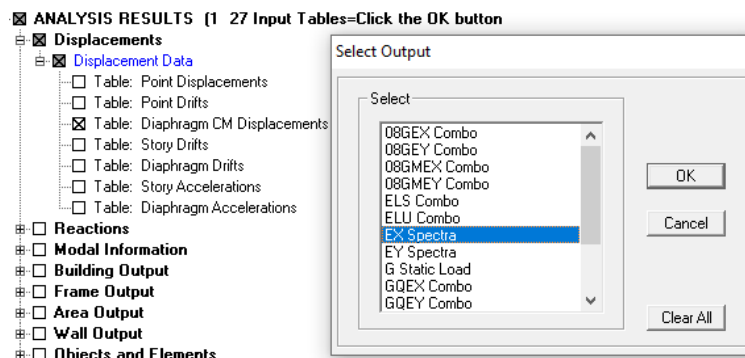 ANALYSIS RESULTS (1 27 Input Tables=Click the OK button
Displacements
Displacement Data
Table: Point Displacements
Table: Point Drifts
Table: Diaphragm CM Displacements
Table: Story Drifts
Table: Diaphragm Drifts
Table: Story Accelerations
Table: Diaphragm Accelerations
Reactions
Modal Information
Building Output
Frame Output
Area Output
Wall Output
Objects and Elements
Select Output
Select
08GEX Combo
08GEY Combo
08GMEX Combo
08GMEY Combo
ELS Combo
ELU Combo
EX Spectra
EY Spectra
G Static Load
GQEX Combo
GQEY Combo
OK
Cancel
Clear All